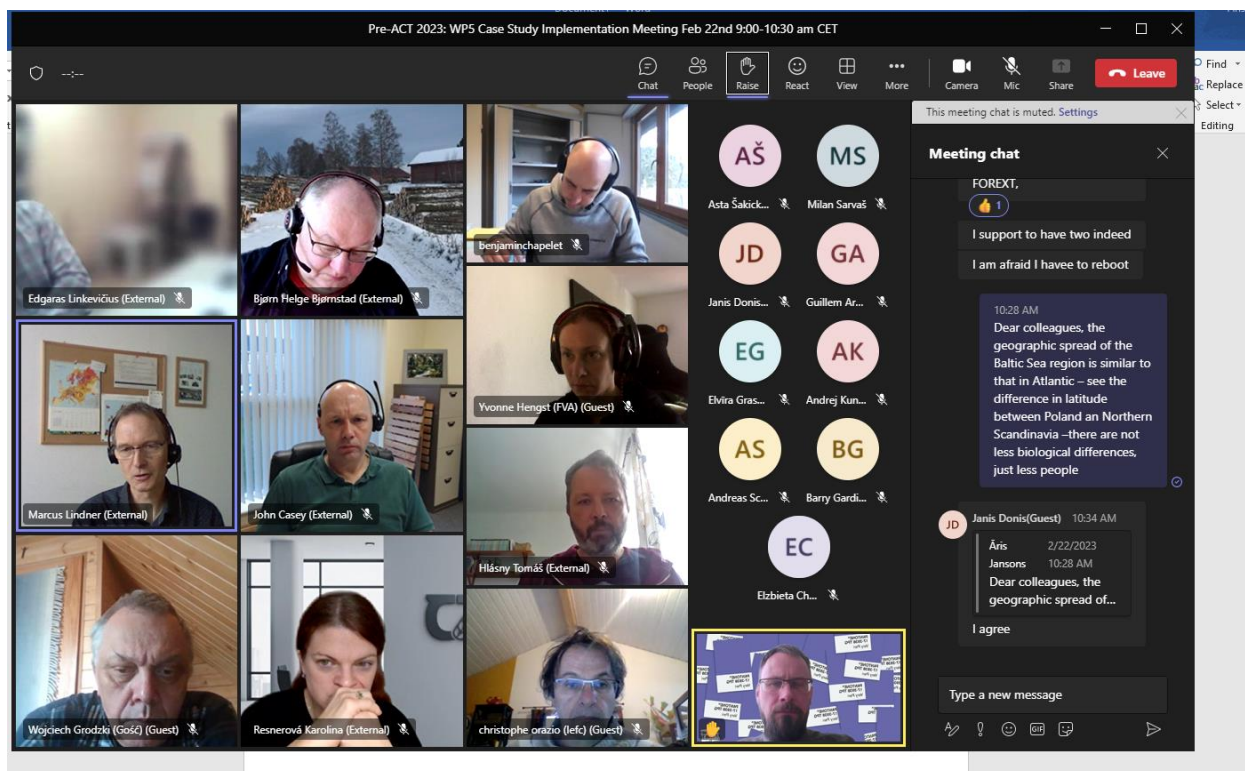 Pre-ACT 2023: WP5 Case Study Implementation Meeting Feb 22nd 9:00-10:30 am CET
--:--
Chat
People
Raise
React
View
More
Camera
Mic
Share
Leave
Find
Replace
Select
Editing
Edgaras Linkevičius (External)
Bjørn Helge Bjørnstad (External)
benjaminchapelet
Marcus Lindner (External)
John Casey (External)
Yvonne Hengst (FVA) (Guest)
Hlásny Tomáš (External)
Wojciech Grodzki (Gość) (Guest)
Resnerová Karolina (External)
christophe orazio (Iefc) (Guest)
AŠ
MS
Asta Šakick...
Milan Sarvaš
JD
GA
Janis Donis...
Guillem Ar...
EG
AK
Elvīra Gras...
Andrej Kun...
AS
BG
Andreas Sc...
Barry Gardi...
EC
Elzbieta Ch...
This meeting chat is muted. Settings
Meeting chat
FOREXT,
1
I support to have two indeed
I am afraid I havee to reboot
10:28 AM
Dear colleagues, the
geographic spread of the
Baltic Sea region is similar to
that in Atlantic – see the
difference in latitude
between Poland an Northern
Scandinavia –there are not
less biological differences,
just less people
JD
Janis Donis(Guest) 10:34 AM
Āris 2/22/2023
Jansons 10:28 AM
Dear colleagues, the
geographic spread of...
I agree
Type a new message
GIF